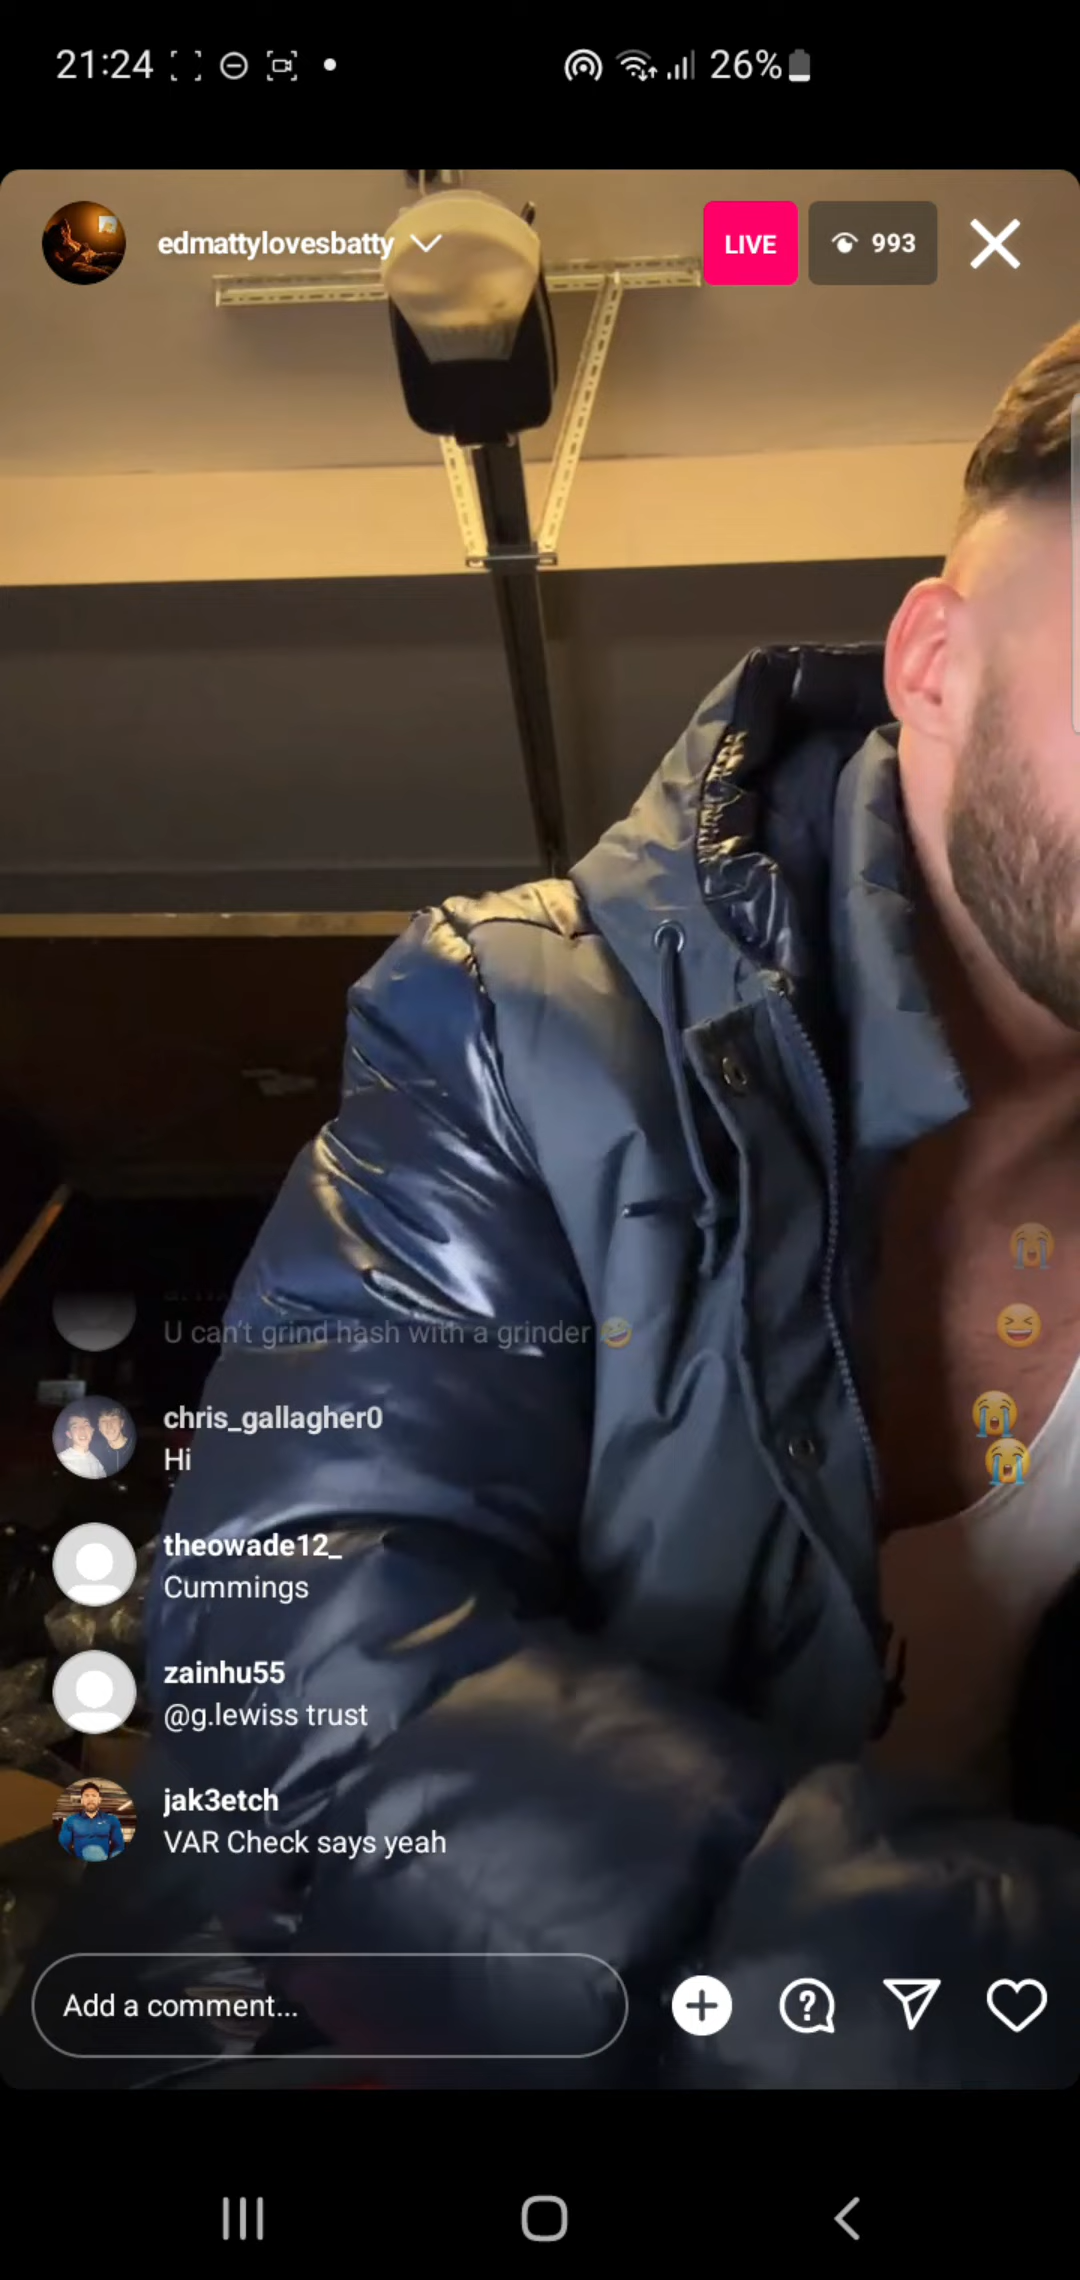 21:24
26%
edmattylovesbatty
LIVE
993
U can't grind hash with a grinder 🤣
chris_gallagher0
Hi
theowade12_
Cummings
zainhu55
@g.lewiss trust
jak3etch
VAR Check says yeah
Add a comment...